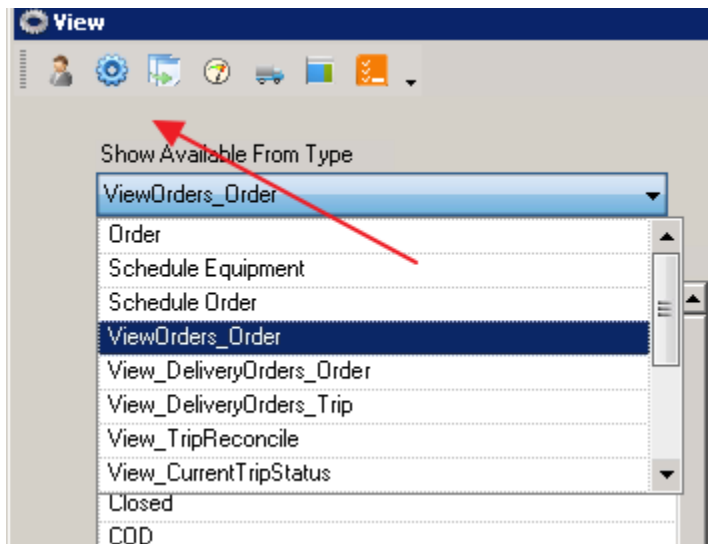 View
Show Available From Type
ViewOrders_Order
Order
Schedule Equipment
Schedule Order
ViewOrders_Order
View_DeliveryOrders_Order
View_DeliveryOrders_Trip
View_TripReconcile
View_CurrentTripStatus
Closed
COD